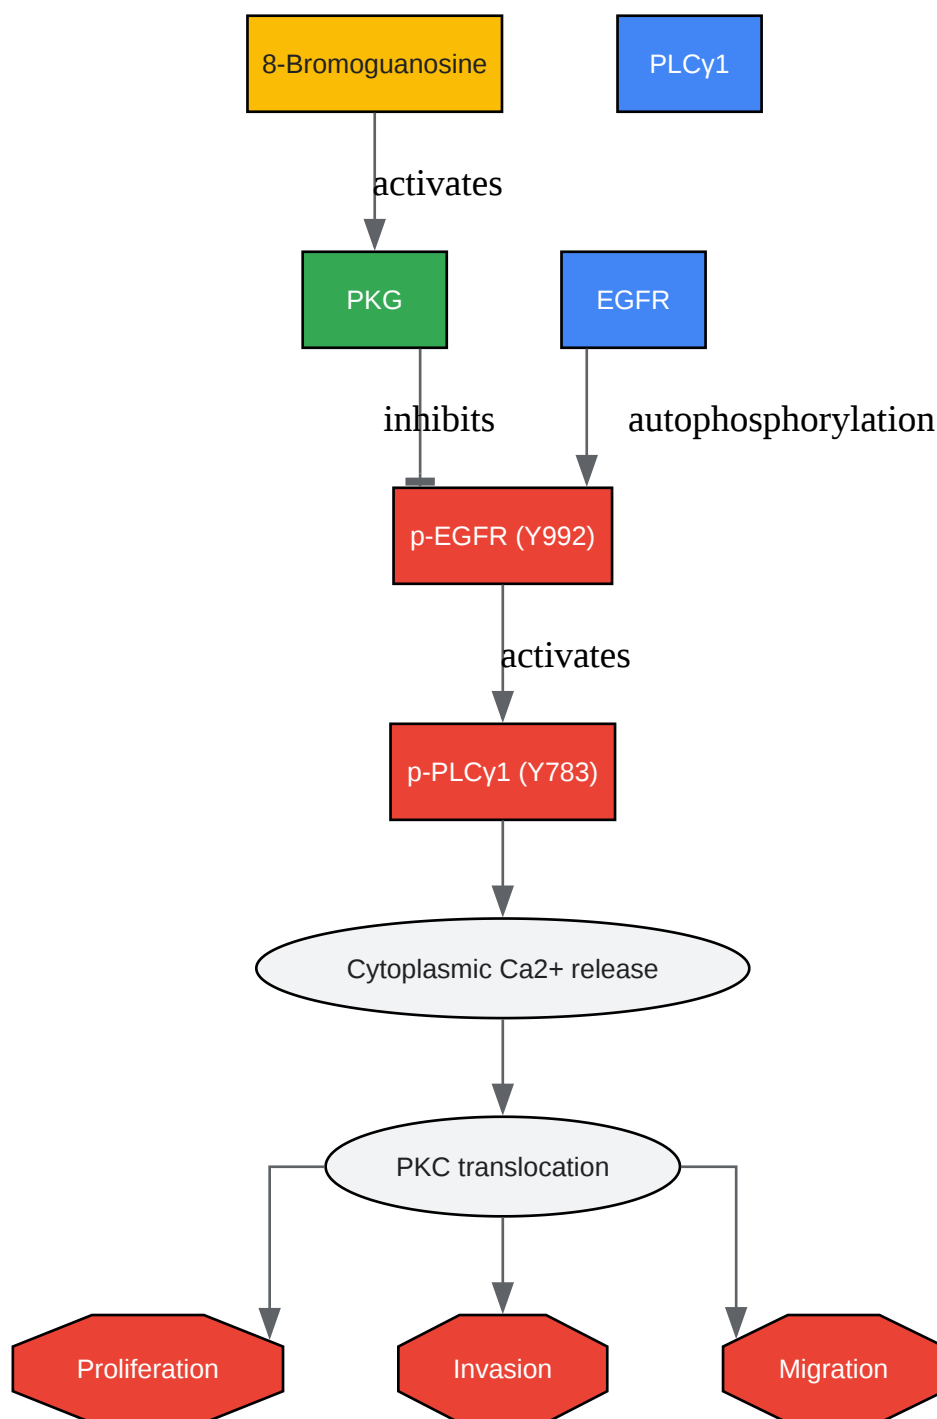 8-Bromoguanosine
PLCγ1
activates
PKG
EGFR
inhibits
autophosphorylation
p-EGFR (Y992)
activates
p-PLCγ1 (Y783)
Cytoplasmic Ca2+ release
PKC translocation
Proliferation
Invasion
Migration